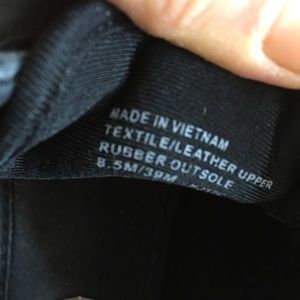 MADE IN VIETNAM
TEXTILE/LEATHER UPPER
RUBBER OUTSOLE
8.5M/39M